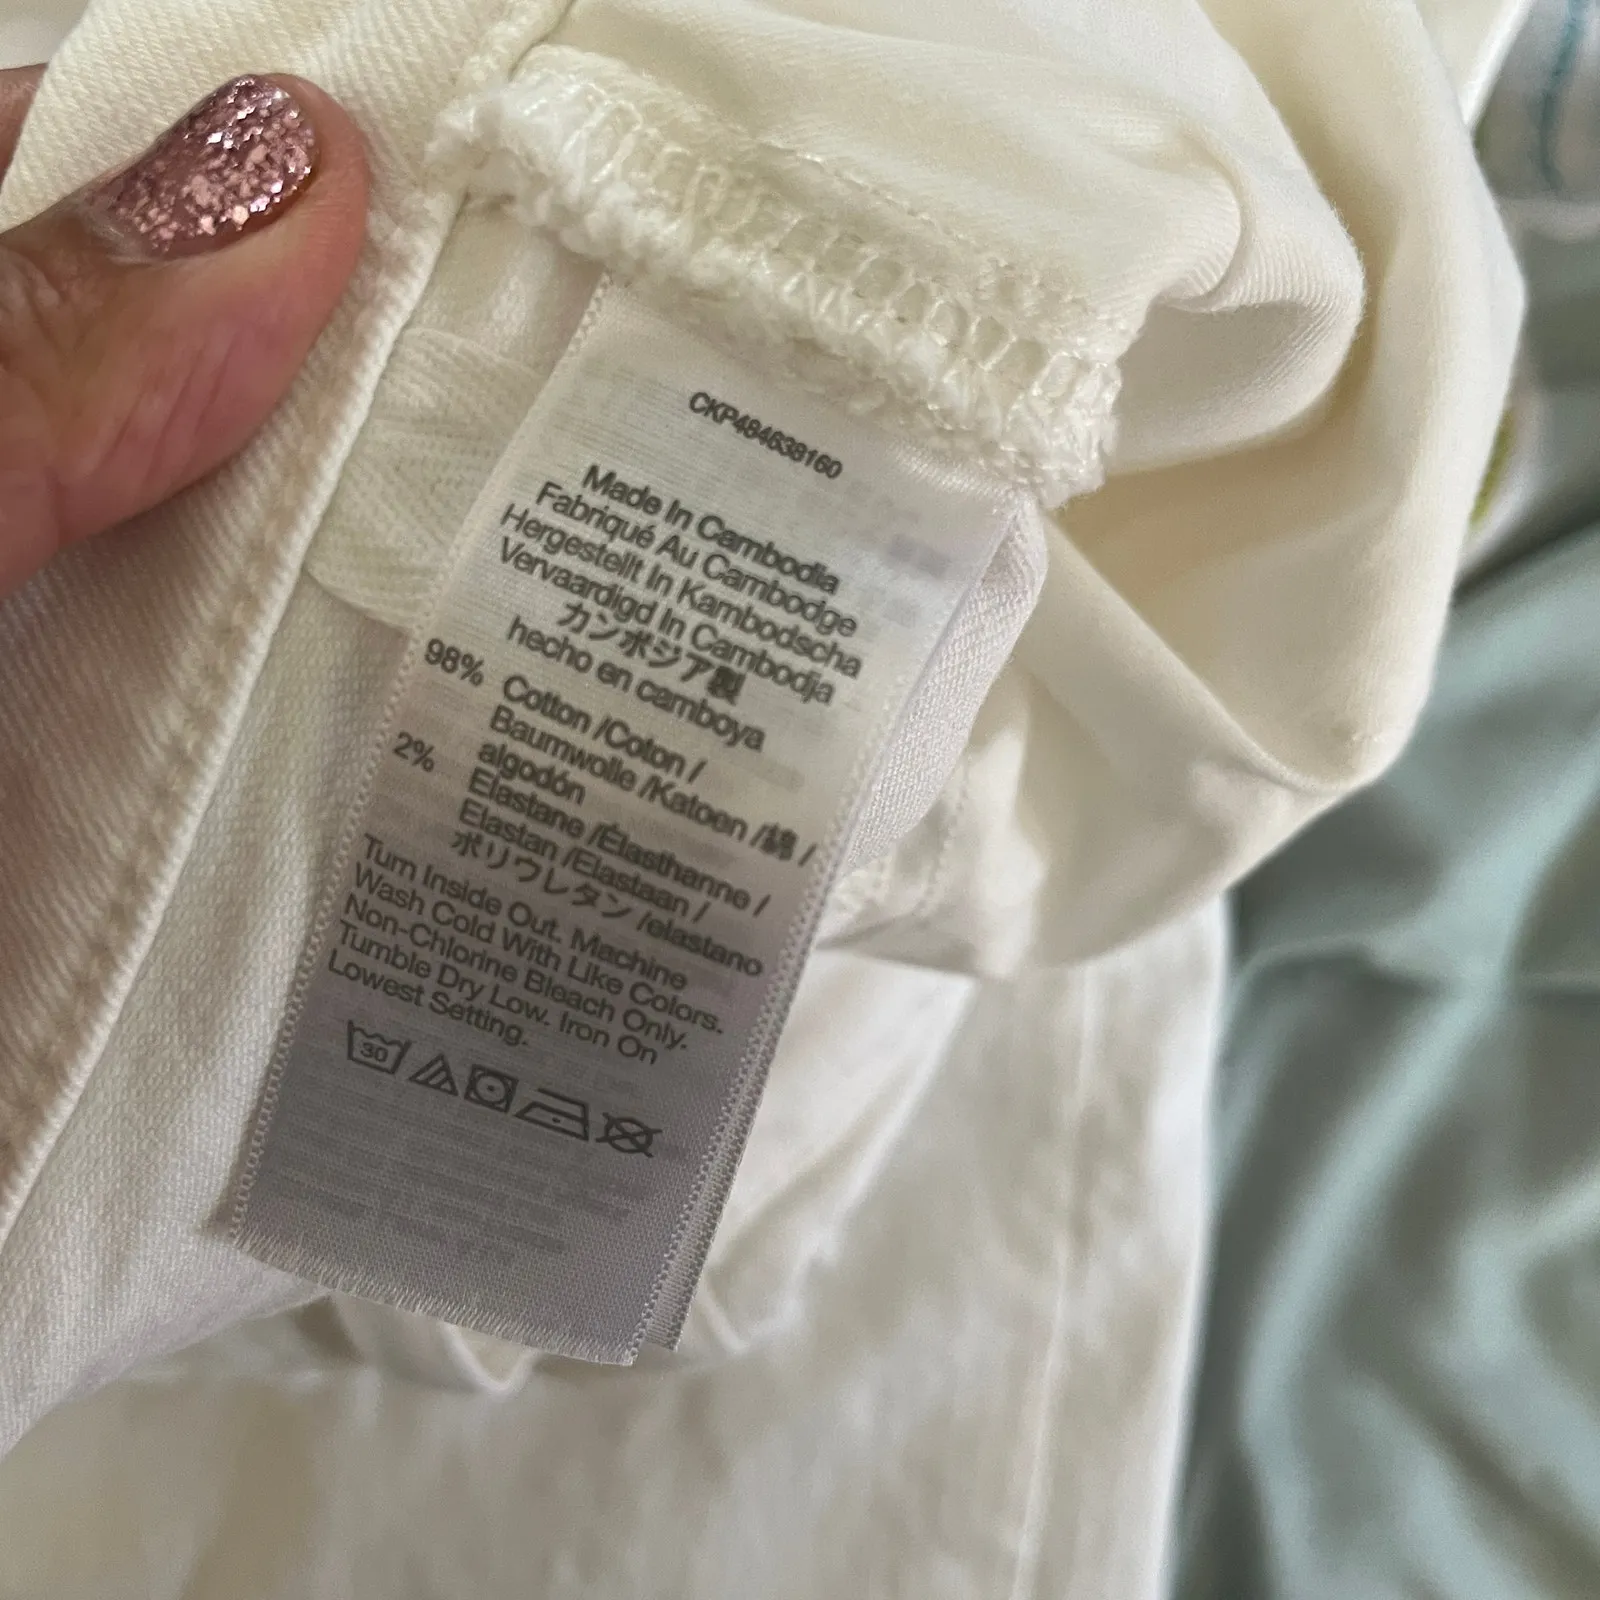 CKP484638160
Made In Cambodia
Fabriqué Au Cambodge
Hergestellt In Kambodscha
Vervaardigd In Cambodja
カンボジア製
hecho en camboya
98% Cotton /Coton /
Baumwolle /Katoen /綿 /
algodón
2% Elastane /Élasthanne /
Elastan /Elastaan /
ポリウレタン /elastano
Turn Inside Out. Machine
Wash Cold With Like Colors.
Non-Chlorine Bleach Only.
Tumble Dry Low. Iron On
Lowest Setting.
30